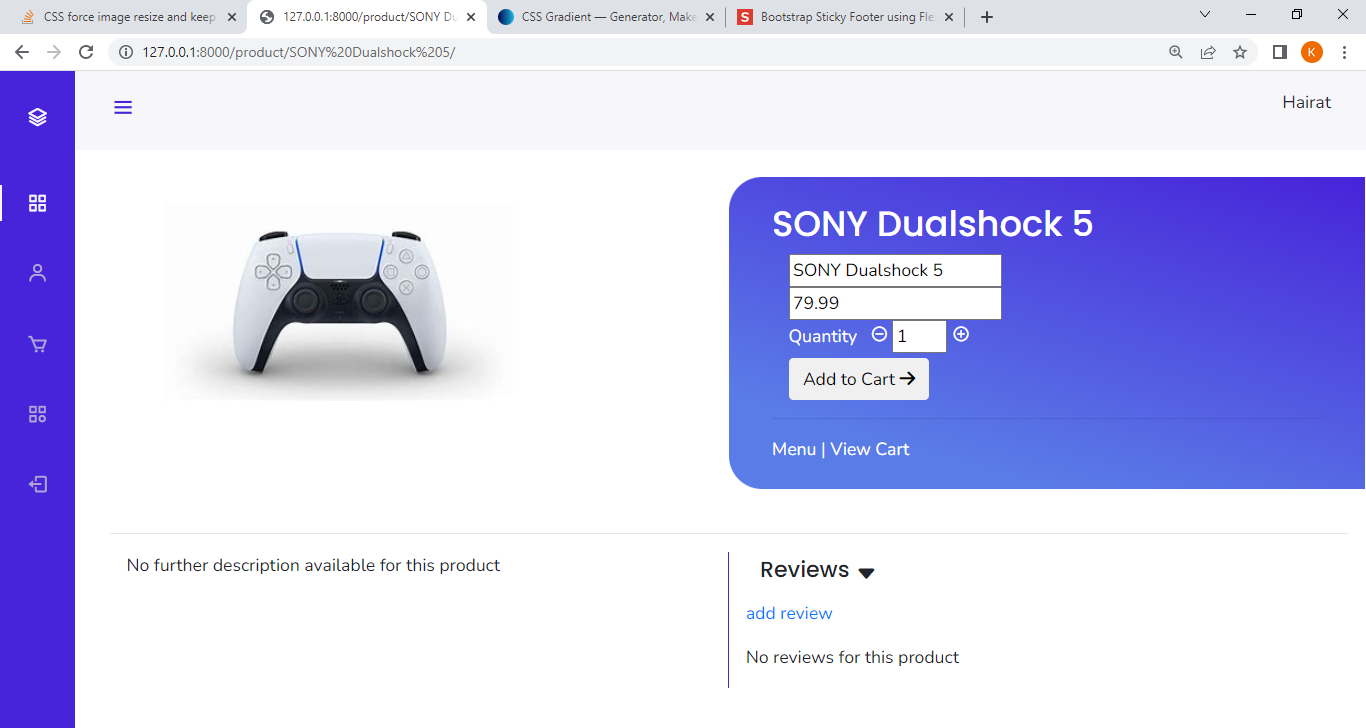 CSS force image resize and keep
127.0.0.1:8000/product/SONY Du
CSS Gradient — Generator, Make
Bootstrap Sticky Footer using Fle
127.0.0.1:8000/product/SONY%20Dualshock%205/
K
Hairat
SONY Dualshock 5
SONY Dualshock 5
79.99
Quantity 1
Add to Cart
Menu | View Cart
No further description available for this product
Reviews
add review
No reviews for this product